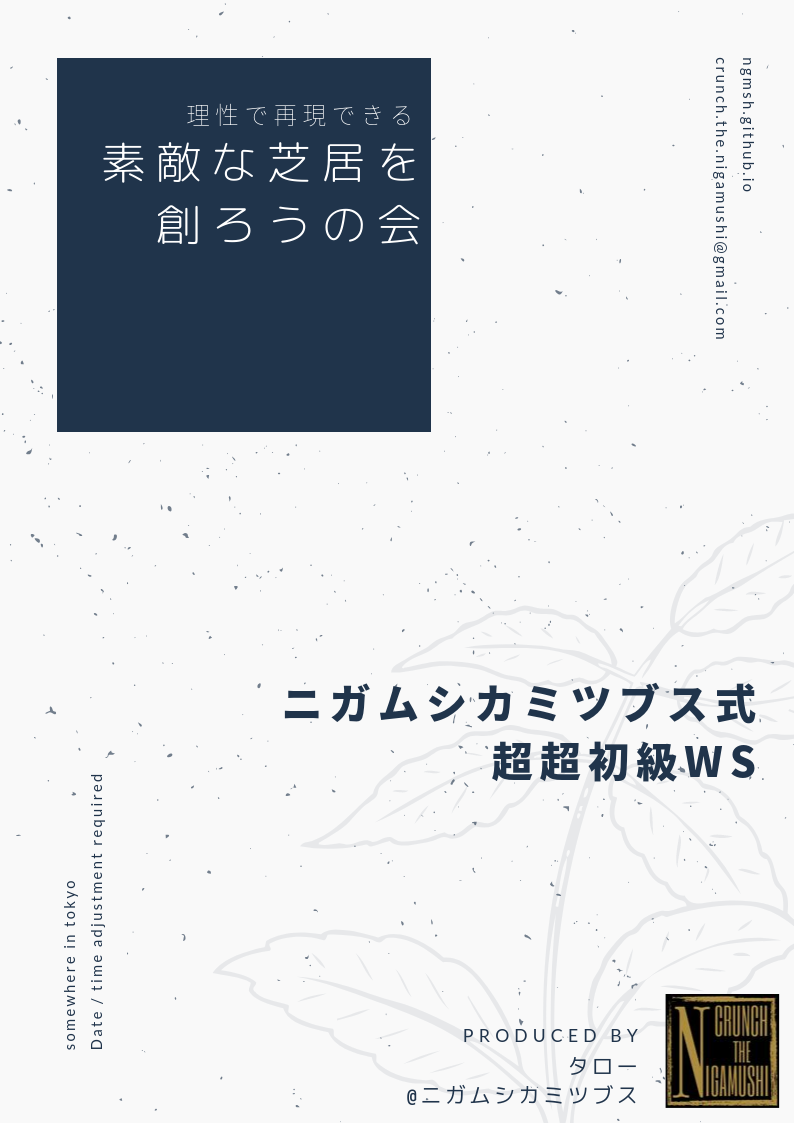 理性で再現できる
素敵な芝居を
創ろうの会
ngmsh.github.io
crunch.the.nigamushi@gmail.com
ニガムシカミツブス式
超超初級WS
somewhere in tokyo
Date / time adjustment required
PRODUCED BY
タロー
@ニガムシカミツブス
CRUNCH
THE
NIGAMUSHI